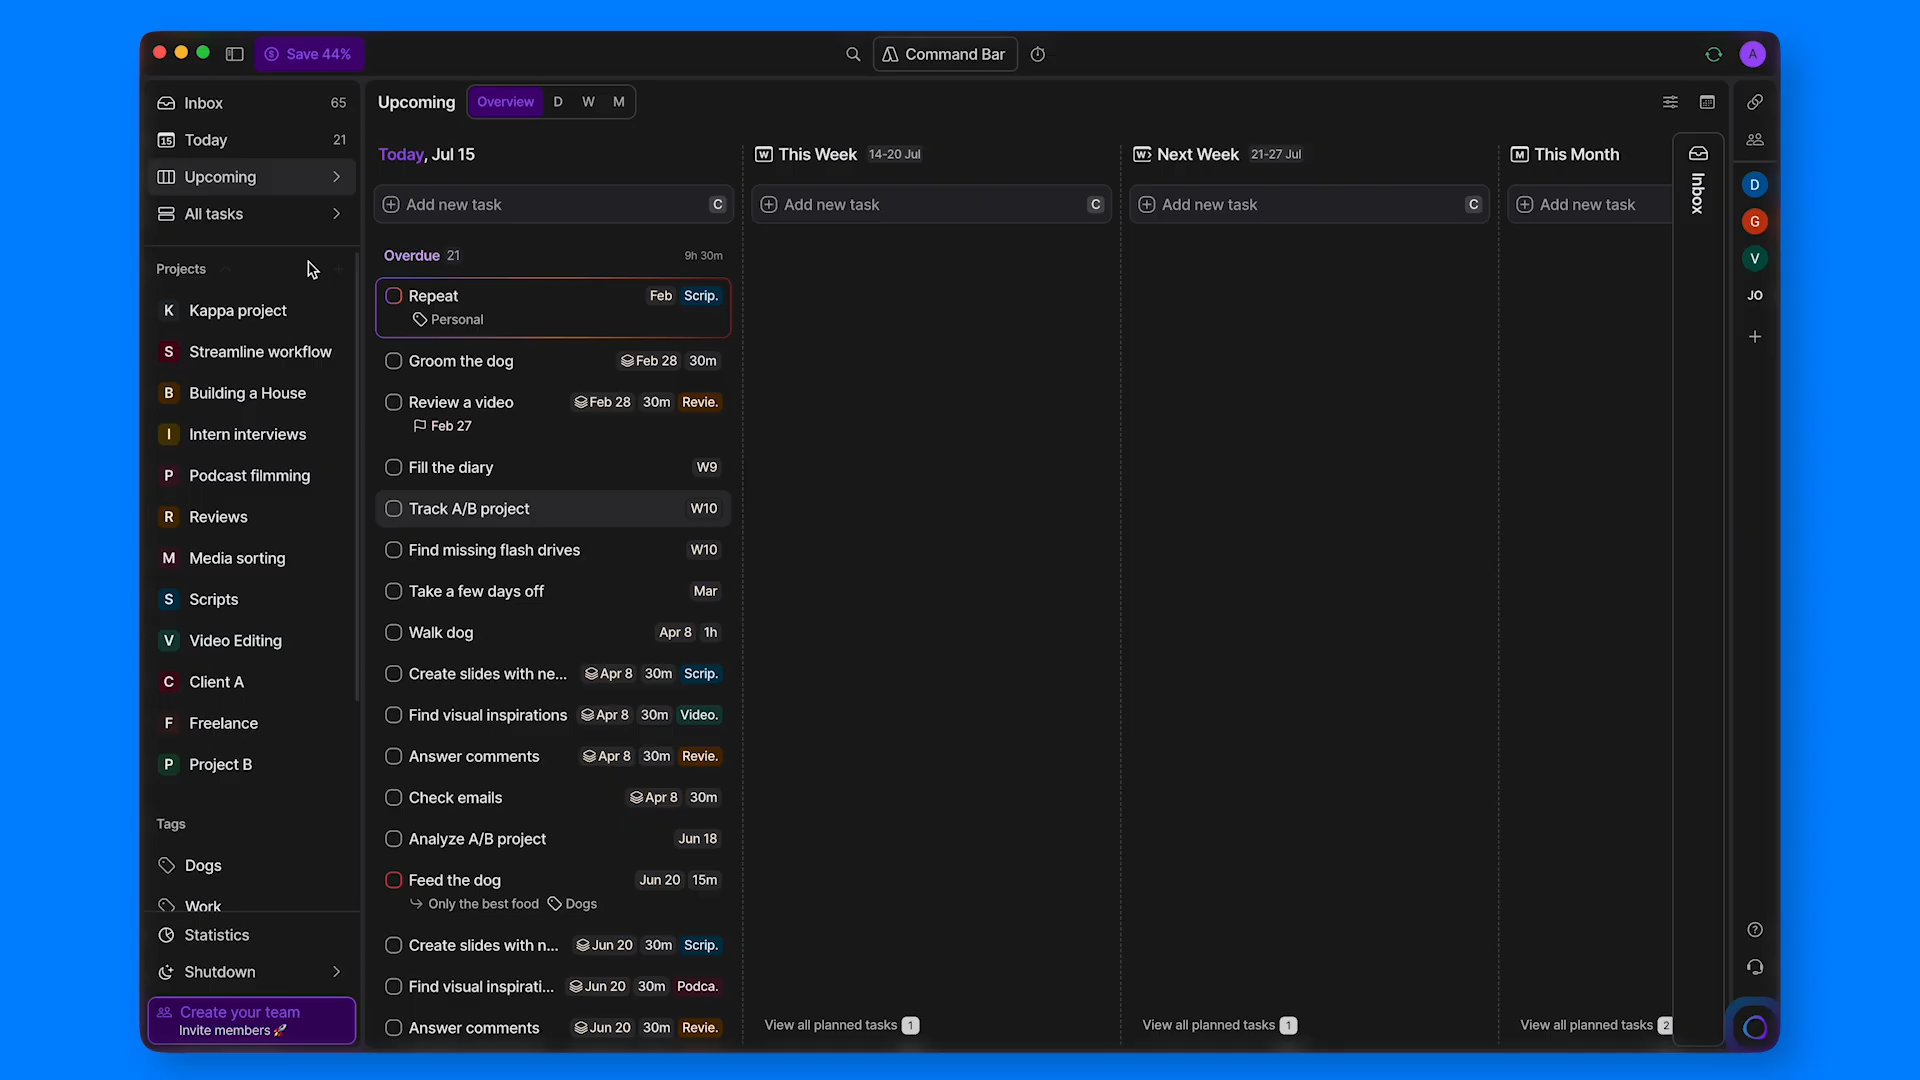 Save 44%
Command Bar
A
Inbox 65
15 Today 21
Upcoming
All tasks
Projects
K Kappa project
S Streamline workflow
B Building a House
I Intern interviews
P Podcast filmming
R Reviews
M Media sorting
S Scripts
V Video Editing
C Client A
F Freelance
P Project B
Tags
Dogs
Work
Statistics
Shutdown
Create your team
Invite members 🚀
Upcoming Overview D W M
Today, Jul 15
Add new task C
Overdue 21 9h 30m
Repeat Feb Scrip.
Personal
Groom the dog Feb 28 30m
Review a video Feb 28 30m Revie.
Feb 27
Fill the diary W9
Track A/B project W10
Find missing flash drives W10
Take a few days off Mar
Walk dog Apr 8 1h
Create slides with ne... Apr 8 30m Scrip.
Find visual inspirations Apr 8 30m Video.
Answer comments Apr 8 30m Revie.
Check emails Apr 8 30m
Analyze A/B project Jun 18
Feed the dog Jun 20 15m
Only the best food Dogs
Create slides with n... Jun 20 30m Scrip.
Find visual inspirati... Jun 20 30m Podca.
Answer comments Jun 20 30m Revie.
W This Week 14-20 Jul
Add new task C
View all planned tasks 1
W Next Week 21-27 Jul
Add new task C
View all planned tasks 1
M This Month
Add new task
View all planned tasks 2
Inbox
D
G
V
JO